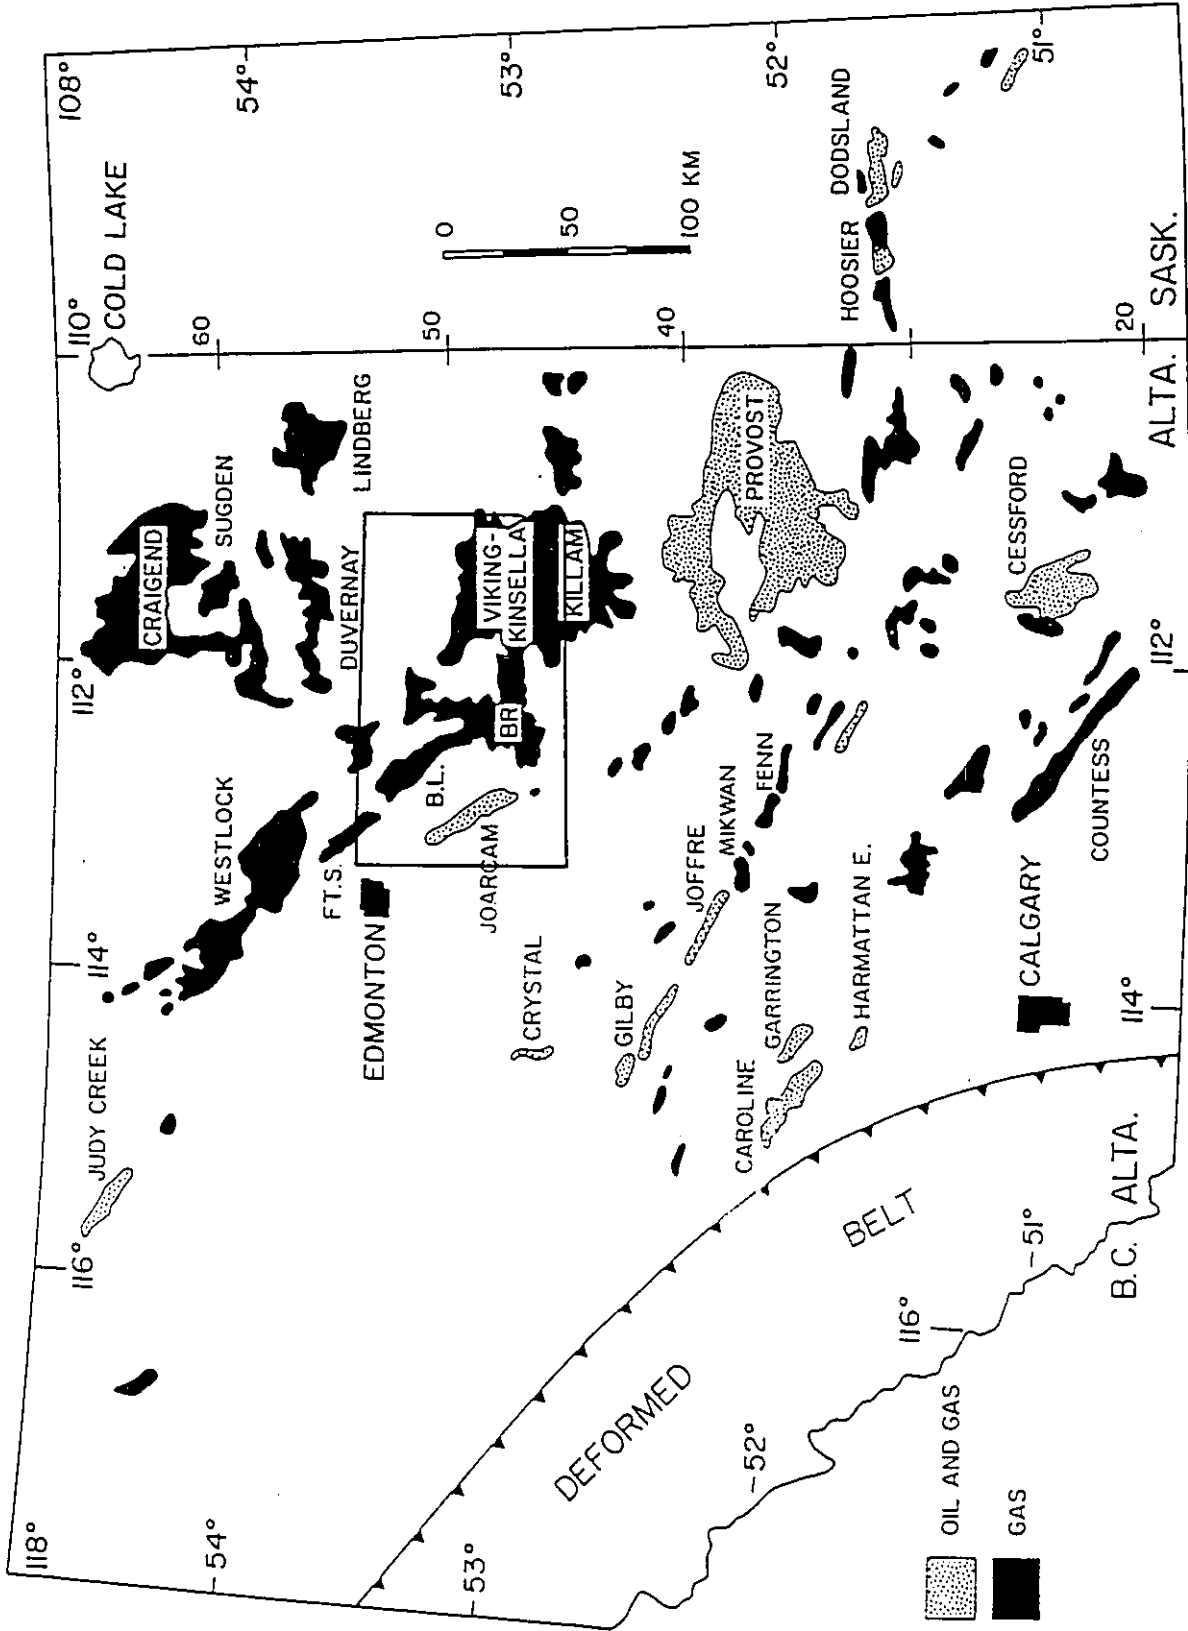 118°
116°
114°
112°
110°
108°
54°
54°
53°
53°
52°
52°
51°
51°
116°
114°
112°
COLD LAKE
60
50
40
20
JUDY CREEK
WESTLOCK
CRAIGEND
SUGDEN
LINDBERG
DUVERNAY
FT.S.
EDMONTON
B.L.
BR
VIKING-
KINSELLA
KILLAM
JOARCAM
CRYSTAL
GILBY
JOFFRE
MIKWAN
FENN
PROVOST
HOOSIER
DODSLAND
CAROLINE
GARRINGTON
HARMATTAN E.
CALGARY
COUNTESS
CESSFORD
0
50
100 KM
DEFORMED
BELT
B.C.
ALTA.
ALTA.
SASK.
OIL AND GAS
GAS